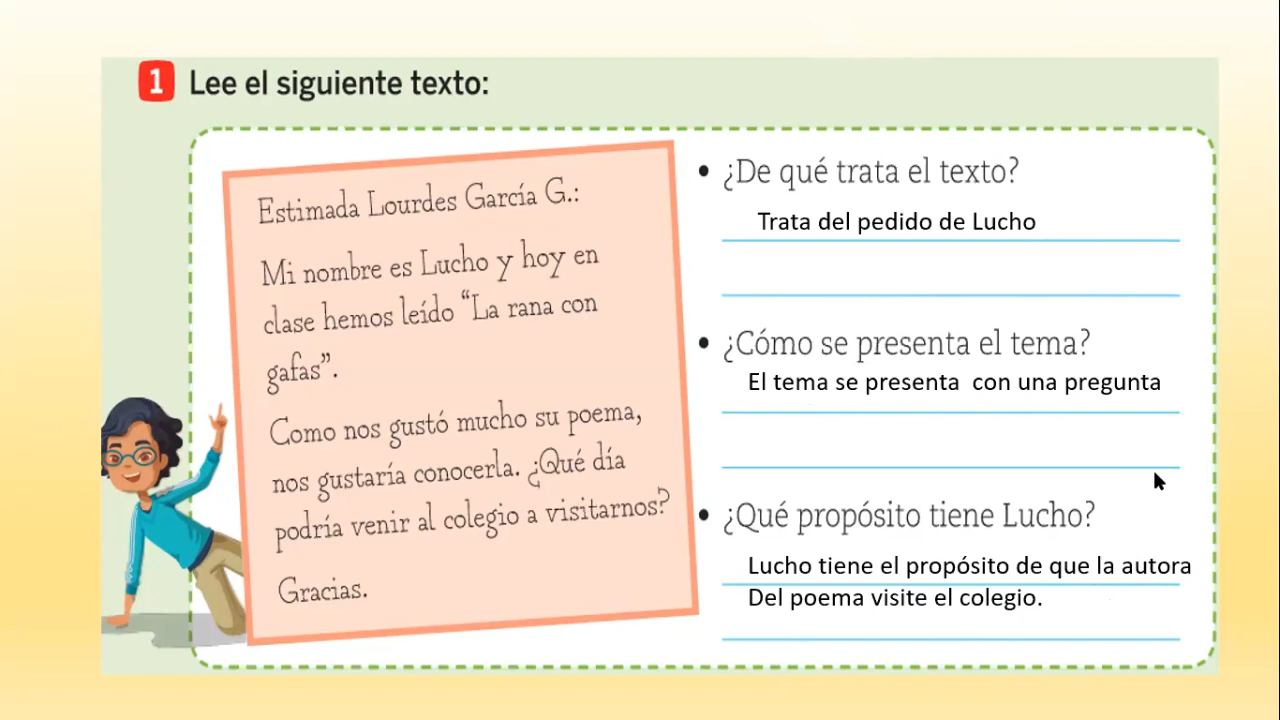 1 Lee el siguiente texto:
Estimada Lourdes García G.:
Mi nombre es Lucho y hoy en
clase hemos leído “La rana con
gafas”.
Como nos gustó mucho su poema,
nos gustaría conocerla. ¿Qué día
podría venir al colegio a visitarnos?
Gracias.
• ¿De qué trata el texto?
Trata del pedido de Lucho
• ¿Cómo se presenta el tema?
El tema se presenta con una pregunta
• ¿Qué propósito tiene Lucho?
Lucho tiene el propósito de que la autora
Del poema visite el colegio.